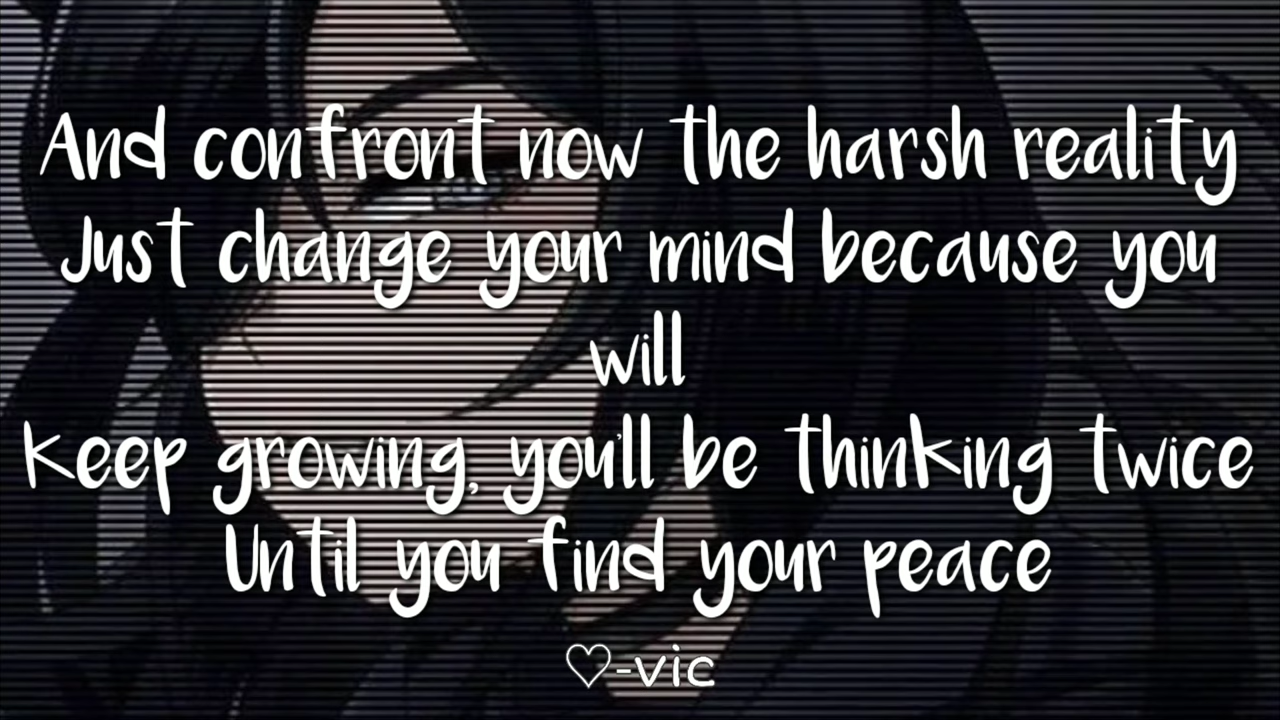 And confront now the harsh reality
Just change your mind because you
will
keep growing, you'll be thinking twice
Until you find your peace
♡-vic